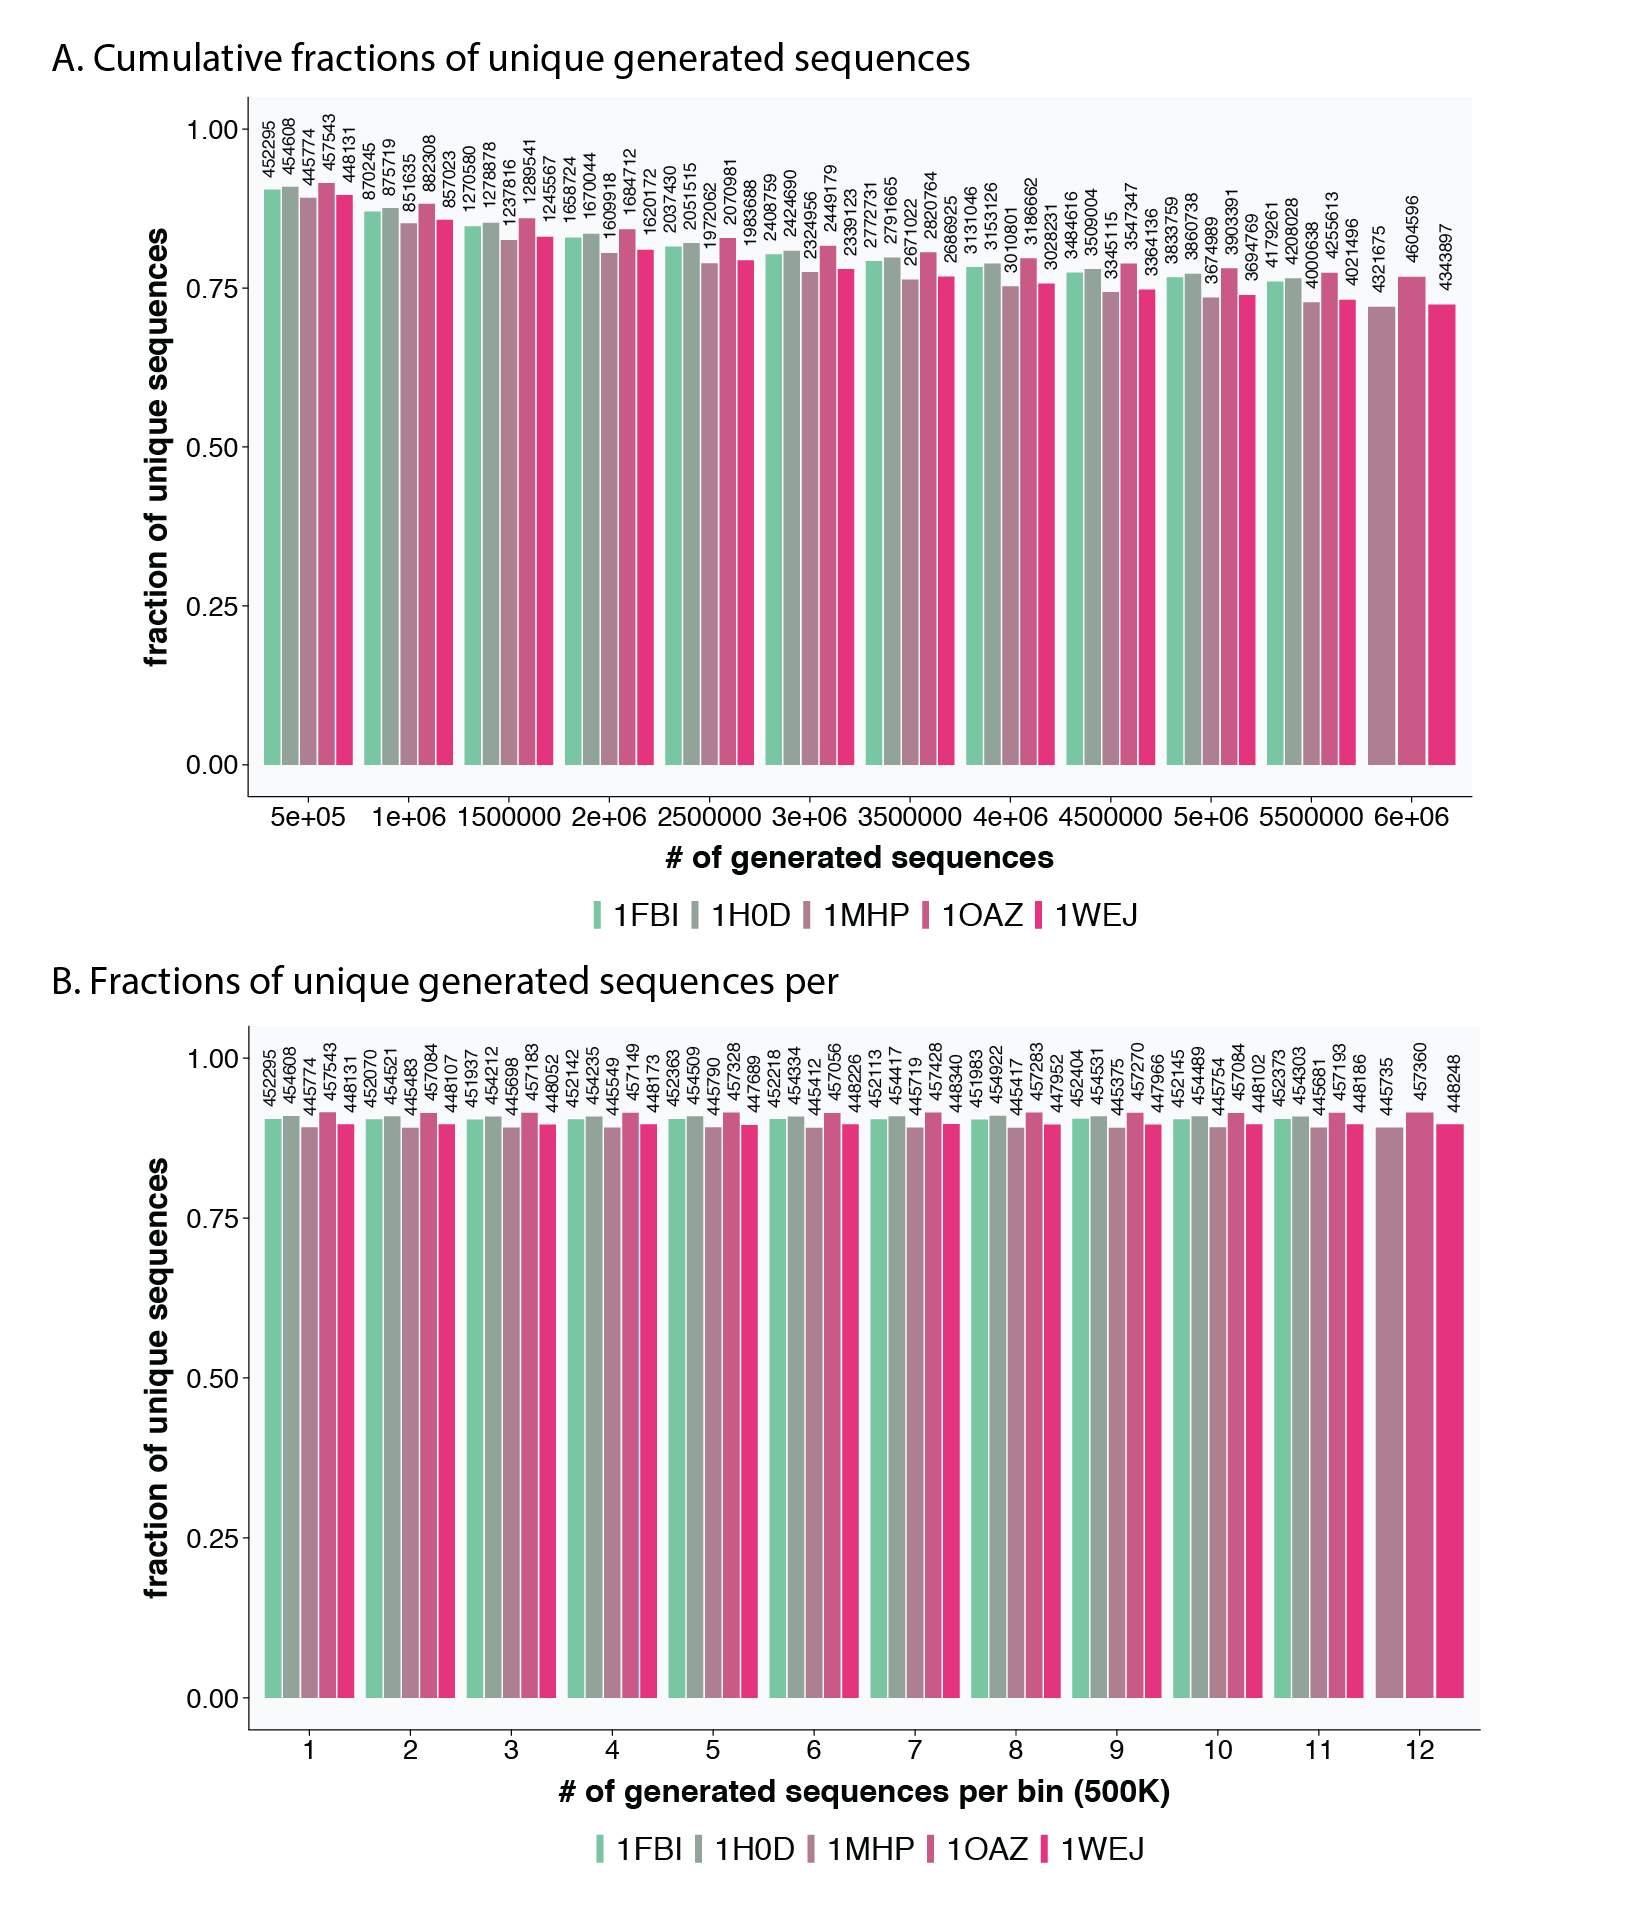 A. Cumulative fractions of unique generated sequences
452295 454608 445774 457543 448131 870245 875719 851635 882308 857023 1270580 1278878 1237816 1289541 1245567 1658724 1670044 1609918 1684712 1620172 2037430 2051515 1972062 2070981 1983688 2408759 2424690 2324956 2449179 2339123 2772731 2791665 2671022 2820764 2686925 3131046 3153126 3010801 3186662 3028231 3484616 3509004 3345115 3547347 3364136 3833759 3860738 3674989 3903391 3694769 4179261 4208028 4000638 4255613 4021496 4321675 4604596 4343897
1.00
0.75
0.50
0.25
0.00
fraction of unique sequences
5e+05 1e+06 1500000 2e+06 2500000 3e+06 3500000 4e+06 4500000 5e+06 5500000 6e+06
# of generated sequences
1FBI 1H0D 1MHP 1OAZ 1WEJ
B. Fractions of unique generated sequences per
452295 454608 445774 457543 448131 452070 454521 445483 457084 448107 451937 454212 445698 457183 448052 452142 454235 445549 457149 448173 452363 454509 445790 457328 447689 452218 454334 445412 457056 448226 452113 454417 445719 457428 448340 451983 454922 445417 457283 447952 452404 454531 445375 457270 447966 452145 454489 445754 457084 448102 452373 454303 445681 457193 448186 445735 457360 448248
1.00
0.75
0.50
0.25
0.00
fraction of unique sequences
1 2 3 4 5 6 7 8 9 10 11 12
# of generated sequences per bin (500K)
1FBI 1H0D 1MHP 1OAZ 1WEJ